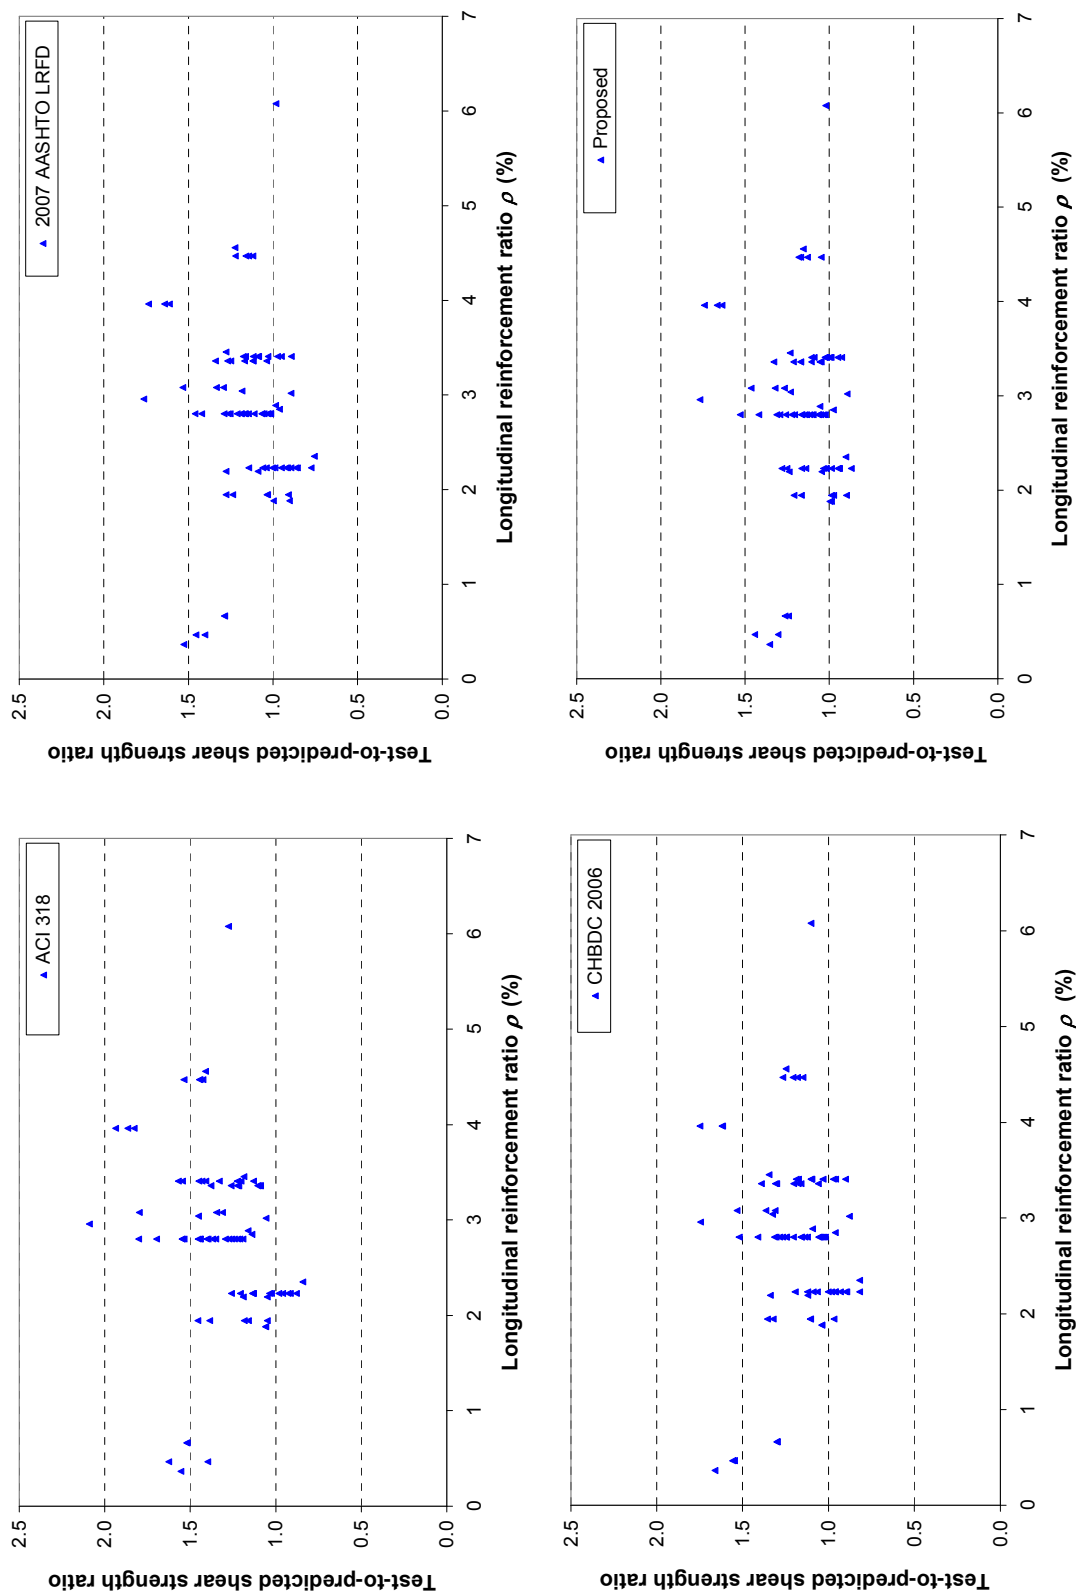 Test-to-predicted shear strength ratio
2.5
2.0
1.5
1.0
0.5
0.0
ACI 318
0 1 2 3 4 5 6 7
Longitudinal reinforcement ratio ρ (%)
Test-to-predicted shear strength ratio
2.5
2.0
1.5
1.0
0.5
0.0
2007 AASHTO LRFD
0 1 2 3 4 5 6 7
Longitudinal reinforcement ratio ρ (%)
Test-to-predicted shear strength ratio
2.5
2.0
1.5
1.0
0.5
0.0
CHBDC 2006
0 1 2 3 4 5 6 7
Longitudinal reinforcement ratio ρ (%)
Test-to-predicted shear strength ratio
2.5
2.0
1.5
1.0
0.5
0.0
Proposed
0 1 2 3 4 5 6 7
Longitudinal reinforcement ratio ρ (%)